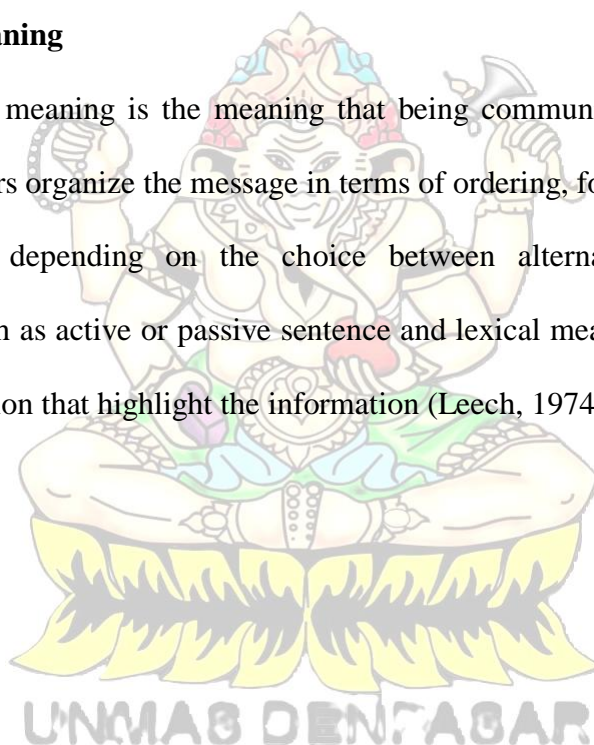 aning
meaning is the meaning that being commun
rs organize the message in terms of ordering, fo
depending on the choice between alterna
n as active or passive sentence and lexical mea
ion that highlight the information (Leech, 1974
UNMAS DENPASAR